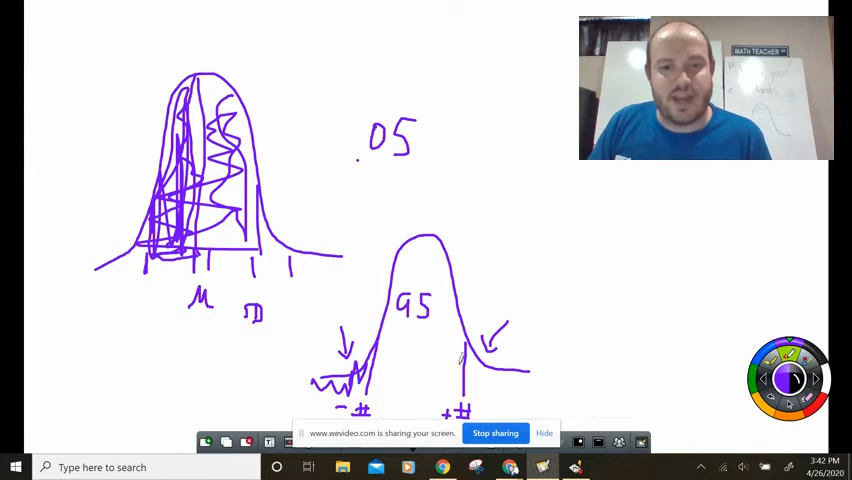 MATH TEACHER
.05
μ
95
- #
+ #
www.wevideo.com is sharing your screen.
Stop sharing
Hide
Type here to search
3:42 PM
4/26/2020